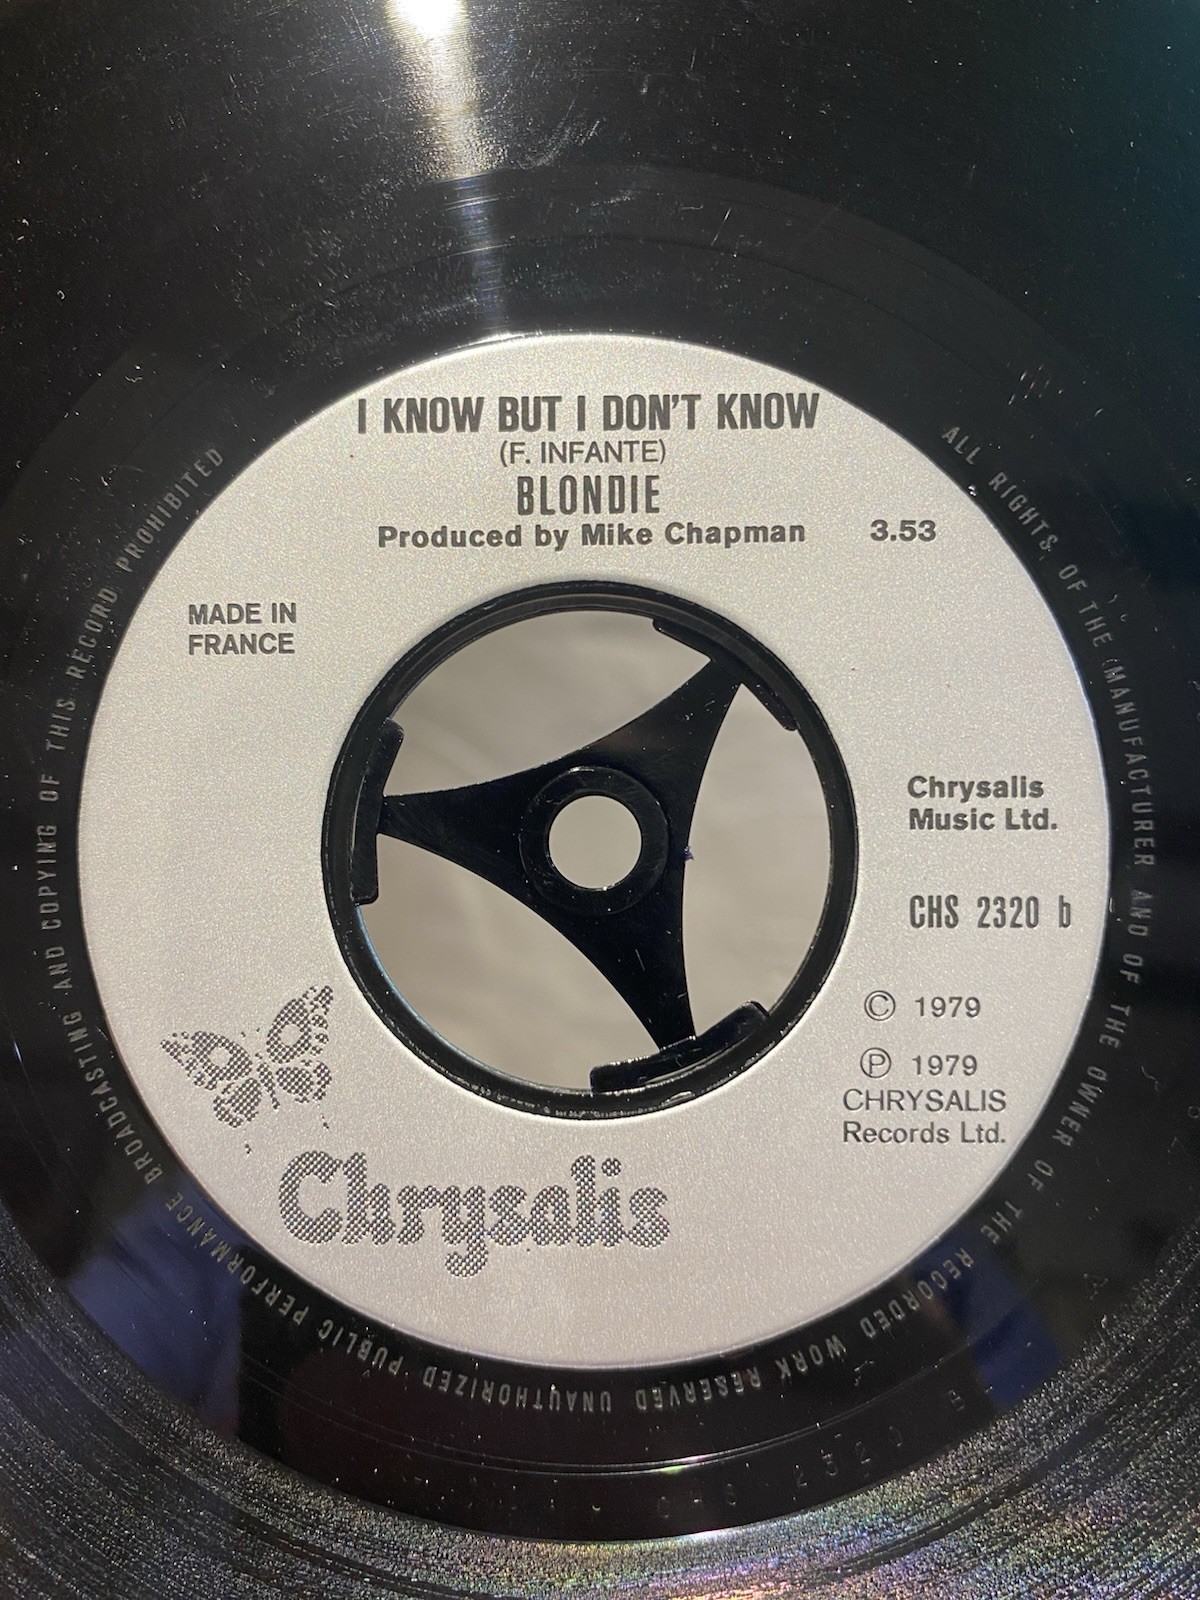 I KNOW BUT I DON'T KNOW
(F. INFANTE)
BLONDIE
Produced by Mike Chapman 3.53
MADE IN
FRANCE
Chrysalis
Music Ltd.
CHS 2320 b
© 1979
℗ 1979
CHRYSALIS
Records Ltd.
Chrysalis
ALL RIGHTS OF THE MANUFACTURER AND OF THE OWNER OF THE RECORDED WORK RESERVED UNAUTHORIZED PUBLIC PERFORMANCE BROADCASTING AND COPYING OF THIS RECORD PROHIBITED
CHS 2320 B